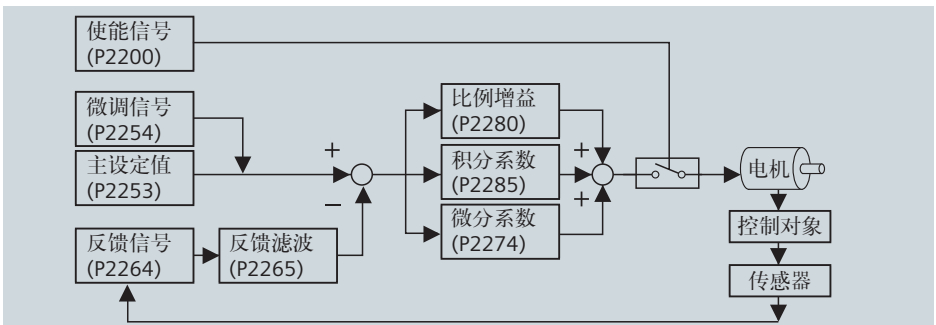 使能信号
(P2200)
微调信号
(P2254)
主设定值
(P2253)
反馈信号
(P2264)
反馈滤波
(P2265)
+
−
比例增益
(P2280)
积分系数
(P2285)
微分系数
(P2274)
+
+
电机
控制对象
传感器